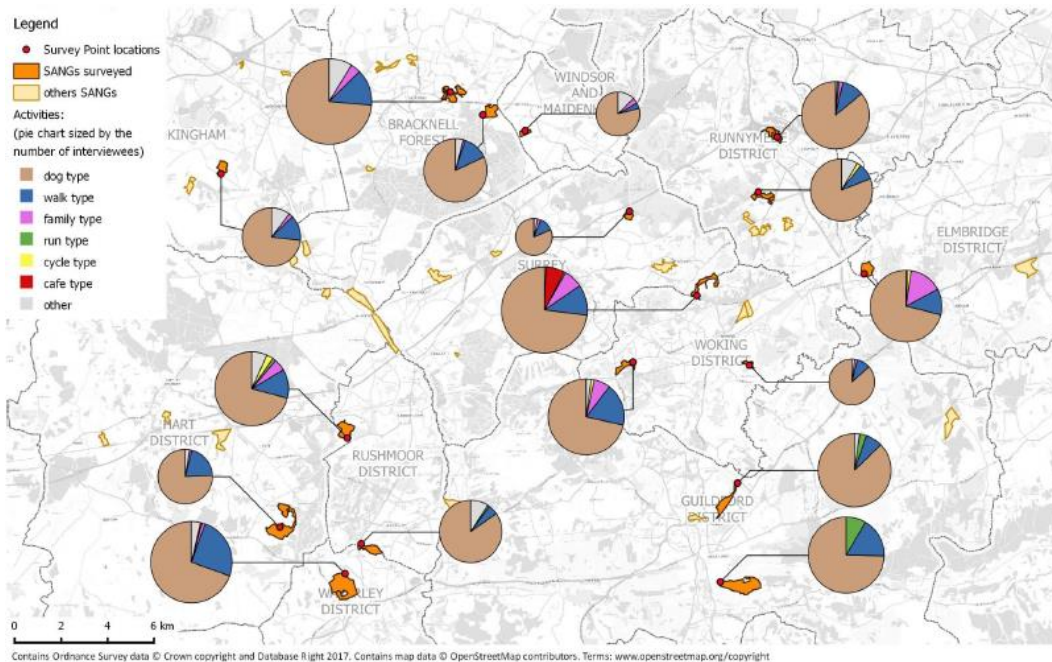 Legend
Survey Point locations
SANGs surveyed
others SANGs
Activities:
(pie chart sized by the
number of interviewees)
dog type
walk type
family type
run type
cycle type
cafe type
other
KINGHAM
BRACKNELL
FOREST
WINDSOR
AND
MAIDENHE
RUNNYMEDE
DISTRICT
SURREY
ELMBRIDGE
DISTRICT
WOKING
DISTRICT
HART
DISTRICT
RUSHMOOR
DISTRICT
GUILDFORD
DISTRICT
DISTRICT
0 2 4 6 km
Contains Ordnance Survey data © Crown copyright and Database Right 2017. Contains map data © OpenStreetMap contributors. Terms: www.openstreetmap.org/copyright